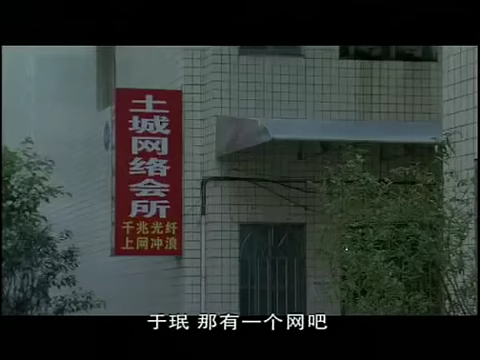 土城网络会所
千兆光纤
上网冲浪
于珉 那有一个网吧